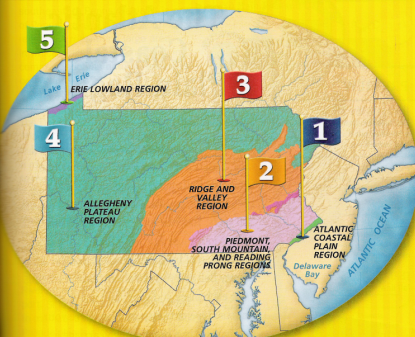 5
Lake Erie
ERIE LOWLAND REGION
3
4
1
2
ALLEGHENY
PLATEAU
REGION
RIDGE AND
VALLEY
REGION
PIEDMONT,
SOUTH MOUNTAIN,
AND READING
PRONG REGIONS
ATLANTIC
COASTAL
PLAIN
REGION
Delaware
Bay
ATLANTIC OCEAN